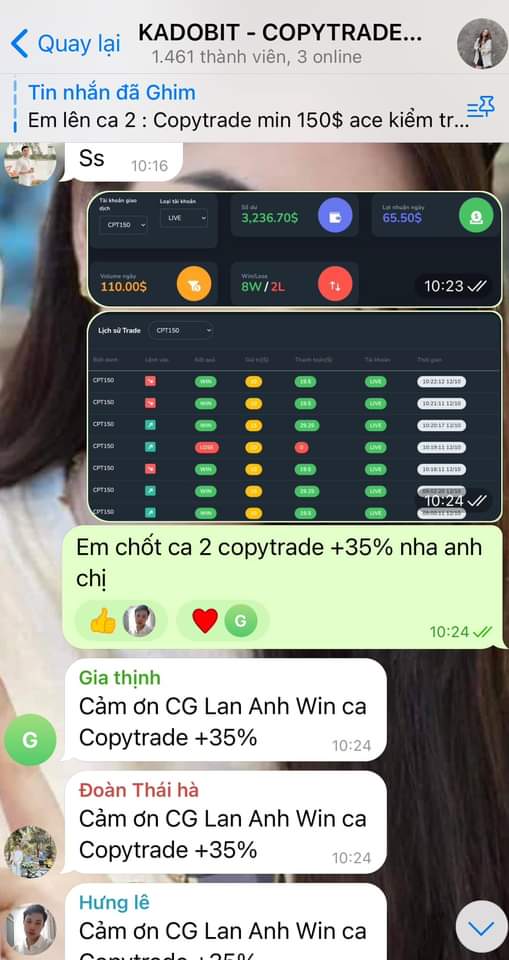 Quay lại
KADOBIT - COPYTRADE...
1.461 thành viên, 3 online
Tin nhắn đã Ghim
Em lên ca 2 : Copytrade min 150$ ace kiểm tr...
Ss
10:16
Tài khoản giao dịch
CPT150
Loại tài khoản
LIVE
Số dư
3,236.70$
Lợi nhuận ngày
65.50$
Volume ngày
110.00$
Win/Lose
8W / 2L
10:23
Lịch sử Trade
CPT150
Biệt danh Lệnh vào Kết quả Giá trị($) Thanh toán($) Tài khoản Thời gian
CPT150 WIN 10 19.5 LIVE 10:22:12 12/10
CPT150 WIN 10 19.5 LIVE 10:21:11 12/10
CPT150 WIN 29.25 LIVE 10:20:17 12/10
CPT150 LOSE 0 LIVE 10:19:11 12/10
CPT150 WIN 10 19.5 LIVE 10:18:11 12/10
CPT150 WIN 29.25 LIVE
CPT150 WIN 10 19.5 LIVE
10:24
Em chốt ca 2 copytrade +35% nha anh
chị
G
10:24
Gia thịnh
Cảm ơn CG Lan Anh Win ca
Copytrade +35%
10:24
G
Đoàn Thái hà
Cảm ơn CG Lan Anh Win ca
Copytrade +35%
10:24
Hưng lê
Cảm ơn CG Lan Anh Win ca
Copytrade +35%